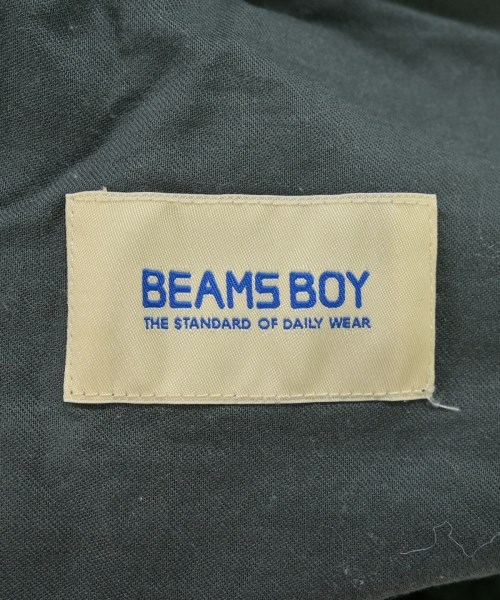 BEAMS BOY
THE STANDARD OF DAILY WEAR